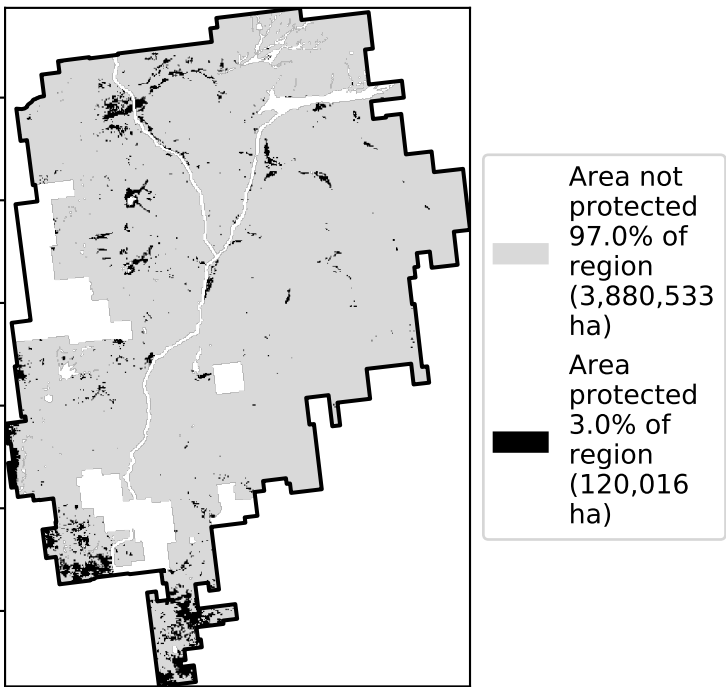 Area not
protected
97.0% of
region
(3,880,533
ha)
Area
protected
3.0% of
region
(120,016
ha)